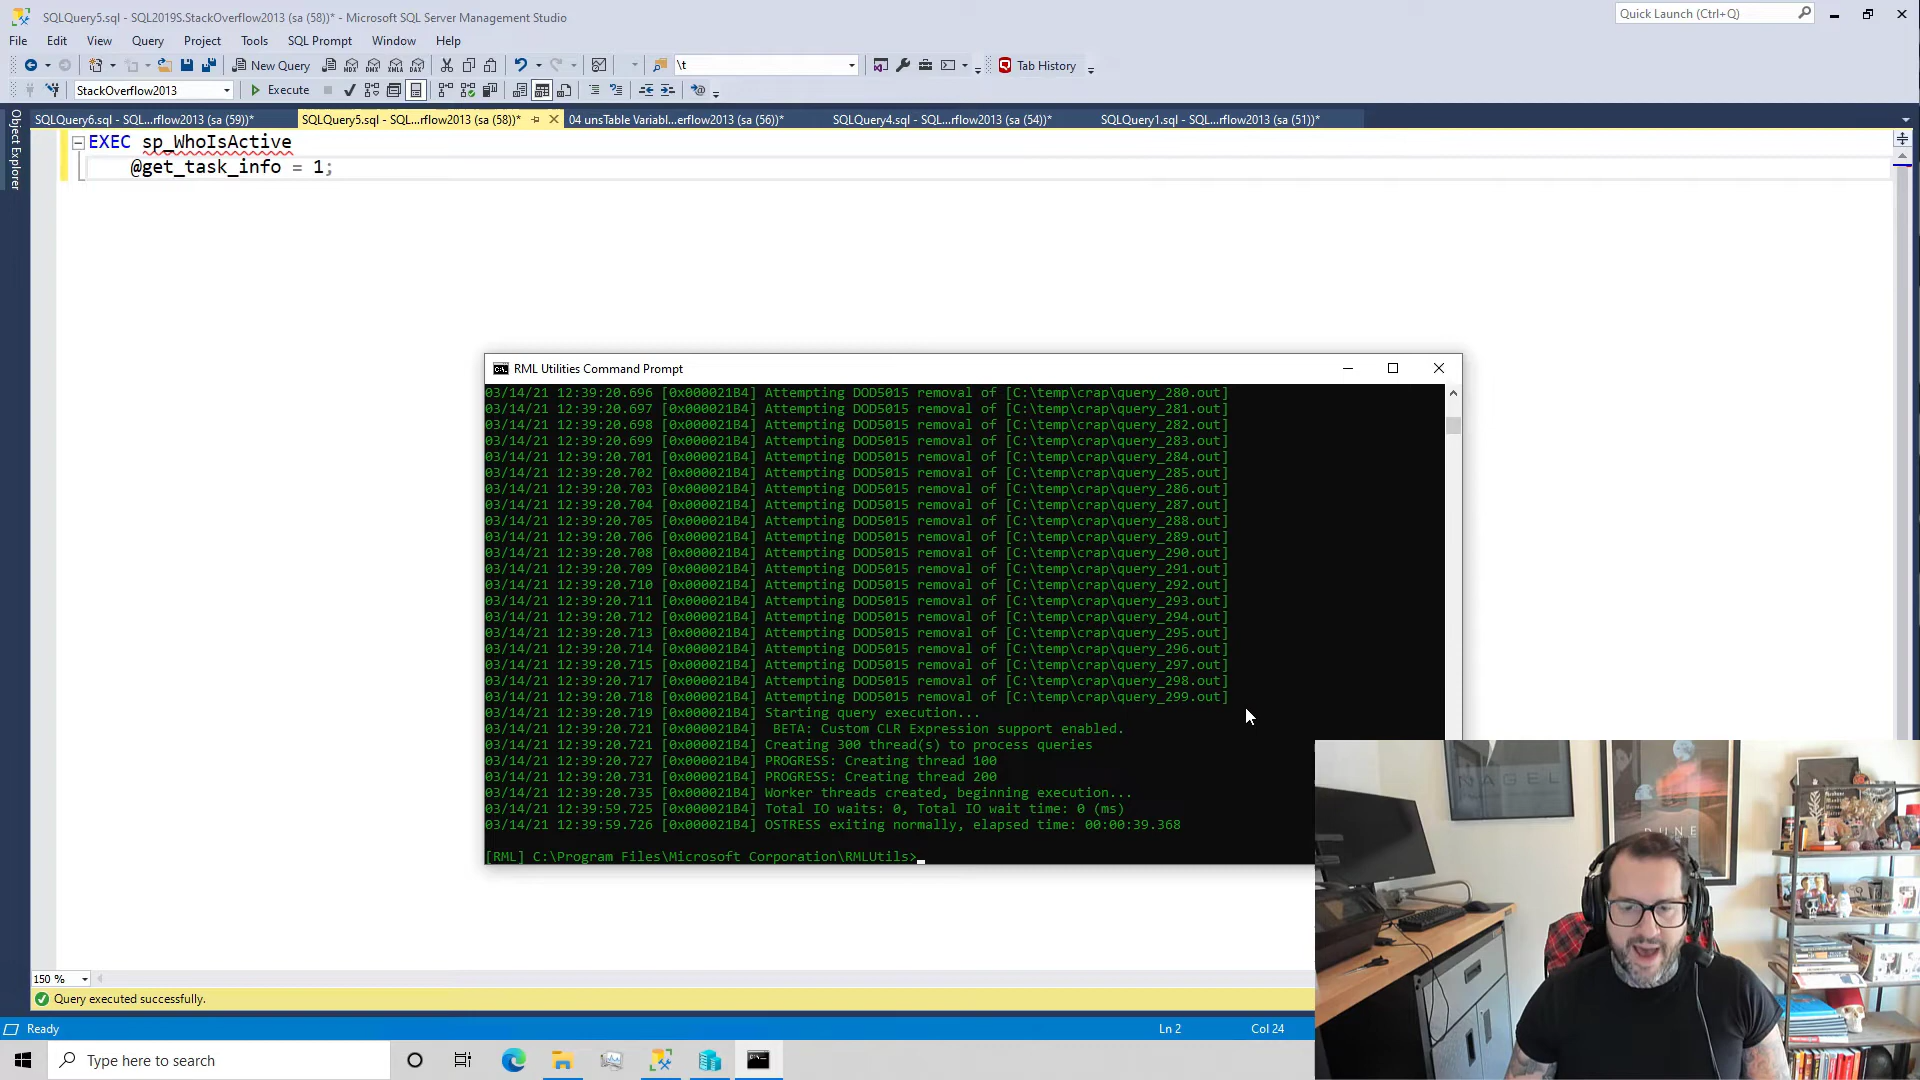 SQLQuery5.sql - SQL2019S.StackOverflow2013 (sa (58))* - Microsoft SQL Server Management Studio
Quick Launch (Ctrl+Q)
File Edit View Query Project Tools SQL Prompt Window Help
New Query MDX DMX XMLA DAX \t Tab History
StackOverflow2013 Execute
SQLQuery6.sql - SQL...rflow2013 (sa (59))* SQLQuery5.sql - SQL...rflow2013 (sa (58))* 04 unsTable Variabl...erflow2013 (sa (56))* SQLQuery4.sql - SQL...rflow2013 (sa (54))* SQLQuery1.sql - SQL...rflow2013 (sa (51))*
Object Explorer
EXEC sp_WhoIsActive
@get_task_info = 1;
RML Utilities Command Prompt
03/14/21 12:39:20.696 [0x000021B4] Attempting DOD5015 removal of [C:\temp\crap\query_280.out]
03/14/21 12:39:20.697 [0x000021B4] Attempting DOD5015 removal of [C:\temp\crap\query_281.out]
03/14/21 12:39:20.698 [0x000021B4] Attempting DOD5015 removal of [C:\temp\crap\query_282.out]
03/14/21 12:39:20.699 [0x000021B4] Attempting DOD5015 removal of [C:\temp\crap\query_283.out]
03/14/21 12:39:20.701 [0x000021B4] Attempting DOD5015 removal of [C:\temp\crap\query_284.out]
03/14/21 12:39:20.702 [0x000021B4] Attempting DOD5015 removal of [C:\temp\crap\query_285.out]
03/14/21 12:39:20.703 [0x000021B4] Attempting DOD5015 removal of [C:\temp\crap\query_286.out]
03/14/21 12:39:20.704 [0x000021B4] Attempting DOD5015 removal of [C:\temp\crap\query_287.out]
03/14/21 12:39:20.705 [0x000021B4] Attempting DOD5015 removal of [C:\temp\crap\query_288.out]
03/14/21 12:39:20.706 [0x000021B4] Attempting DOD5015 removal of [C:\temp\crap\query_289.out]
03/14/21 12:39:20.708 [0x000021B4] Attempting DOD5015 removal of [C:\temp\crap\query_290.out]
03/14/21 12:39:20.709 [0x000021B4] Attempting DOD5015 removal of [C:\temp\crap\query_291.out]
03/14/21 12:39:20.710 [0x000021B4] Attempting DOD5015 removal of [C:\temp\crap\query_292.out]
03/14/21 12:39:20.711 [0x000021B4] Attempting DOD5015 removal of [C:\temp\crap\query_293.out]
03/14/21 12:39:20.712 [0x000021B4] Attempting DOD5015 removal of [C:\temp\crap\query_294.out]
03/14/21 12:39:20.713 [0x000021B4] Attempting DOD5015 removal of [C:\temp\crap\query_295.out]
03/14/21 12:39:20.714 [0x000021B4] Attempting DOD5015 removal of [C:\temp\crap\query_296.out]
03/14/21 12:39:20.715 [0x000021B4] Attempting DOD5015 removal of [C:\temp\crap\query_297.out]
03/14/21 12:39:20.717 [0x000021B4] Attempting DOD5015 removal of [C:\temp\crap\query_298.out]
03/14/21 12:39:20.718 [0x000021B4] Attempting DOD5015 removal of [C:\temp\crap\query_299.out]
03/14/21 12:39:20.719 [0x000021B4] Starting query execution...
03/14/21 12:39:20.721 [0x000021B4] BETA: Custom CLR Expression support enabled.
03/14/21 12:39:20.721 [0x000021B4] Creating 300 thread(s) to process queries
03/14/21 12:39:20.727 [0x000021B4] PROGRESS: Creating thread 100
03/14/21 12:39:20.731 [0x000021B4] PROGRESS: Creating thread 200
03/14/21 12:39:20.735 [0x000021B4] Worker threads created, beginning execution...
03/14/21 12:39:59.725 [0x000021B4] Total IO waits: 0, Total IO wait time: 0 (ms)
03/14/21 12:39:59.726 [0x000021B4] OSTRESS exiting normally, elapsed time: 00:00:39.368
[RML] C:\Program Files\Microsoft Corporation\RMLUtils>
NAGEL
DUNE
150 %
Query executed successfully.
Ready Ln 2 Col 24
Type here to search